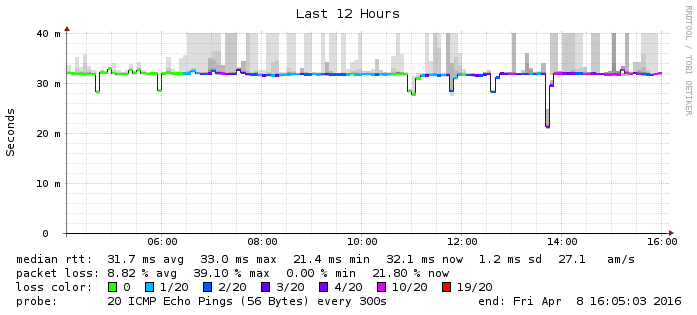 Last 12 Hours
RRDTOOL / TOBI OETIKER
Seconds
40 m
30 m
20 m
10 m
0
06:00 08:00 10:00 12:00 14:00 16:00
median rtt: 31.7 ms avg 33.0 ms max 21.4 ms min 32.1 ms now 1.2 ms sd 27.1 am/s
packet loss: 8.82 % avg 39.10 % max 0.00 % min 21.80 % now
loss color: 0 1/20 2/20 3/20 4/20 10/20 19/20
probe: 20 ICMP Echo Pings (56 Bytes) every 300s end: Fri Apr 8 16:05:03 2016